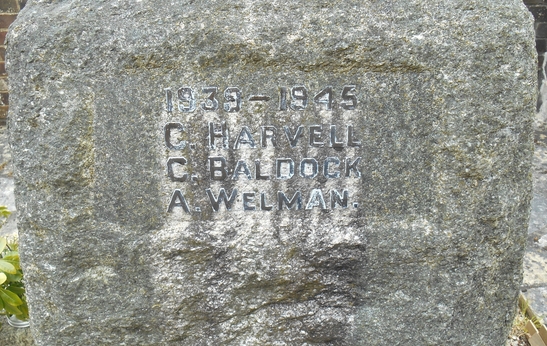 1939-1945
C. HARVELL
C. BALDOCK
A. WELMAN.